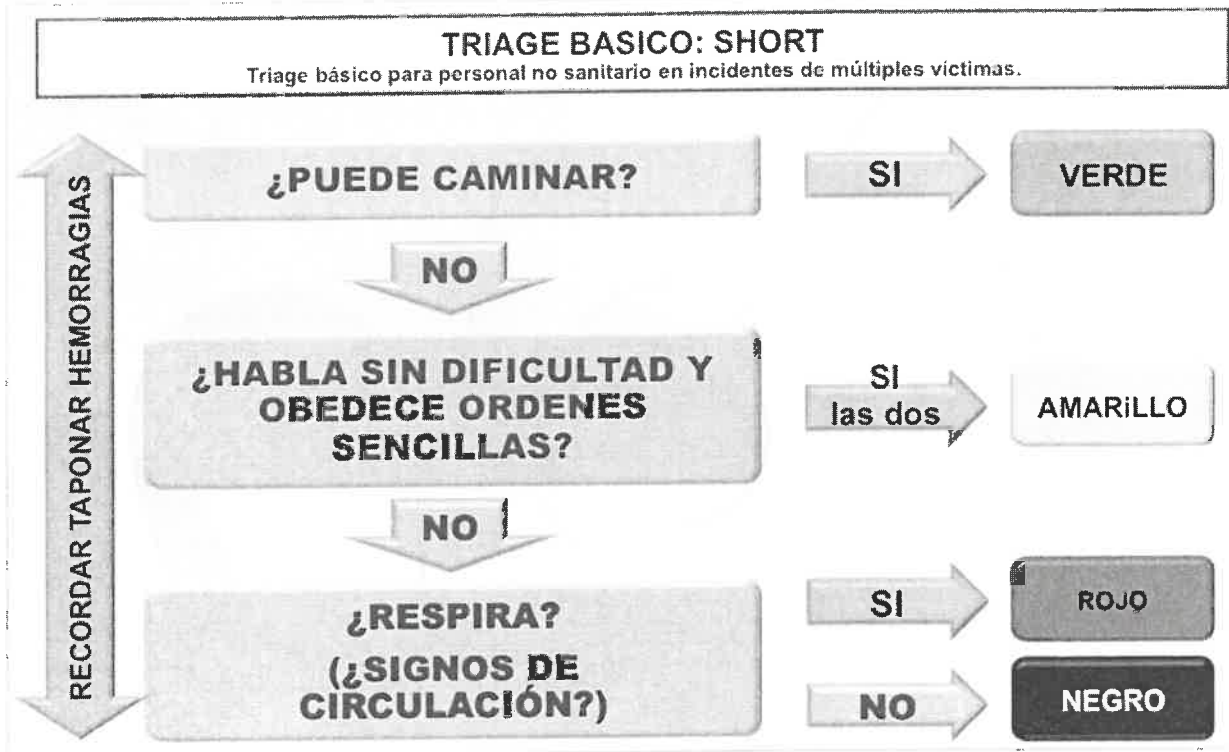 TRIAGE BASICO: SHORT
Triage básico para personal no sanitario en incidentes de múltiples víctimas.
RECORDAR TAPONAR HEMORRAGIAS
¿PUEDE CAMINAR?
SI
VERDE
NO
¿HABLA SIN DIFICULTAD Y
OBEDECE ORDENES
SENCILLAS?
SI
las dos
AMARiLLO
NO
¿RESPIRA?
(¿SIGNOS DE
CIRCULACIÓN?)
SI
ROJO
NO
NEGRO